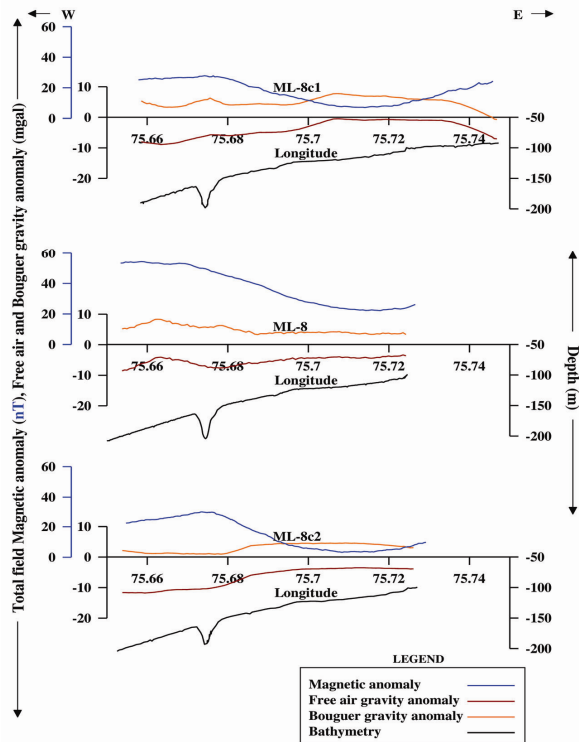 W E
Total field Magnetic anomaly (nT), Free air and Bouguer gravity anomaly (mgal)
Depth (m)
60
40
20
0
10
0
-10
-20
ML-8c1
75.66 75.68 75.7 75.72 75.74
Longitude
-50
-100
-150
-200
60
40
20
0
10
0
-10
-20
ML-8
75.66 75.68 75.7 75.72 75.74
Longitude
-50
-100
-150
-200
60
40
20
0
10
0
-10
-20
ML-8c2
75.66 75.68 75.7 75.72 75.74
Longitude
-50
-100
-150
-200
LEGEND
Magnetic anomaly
Free air gravity anomaly
Bouguer gravity anomaly
Bathymetry